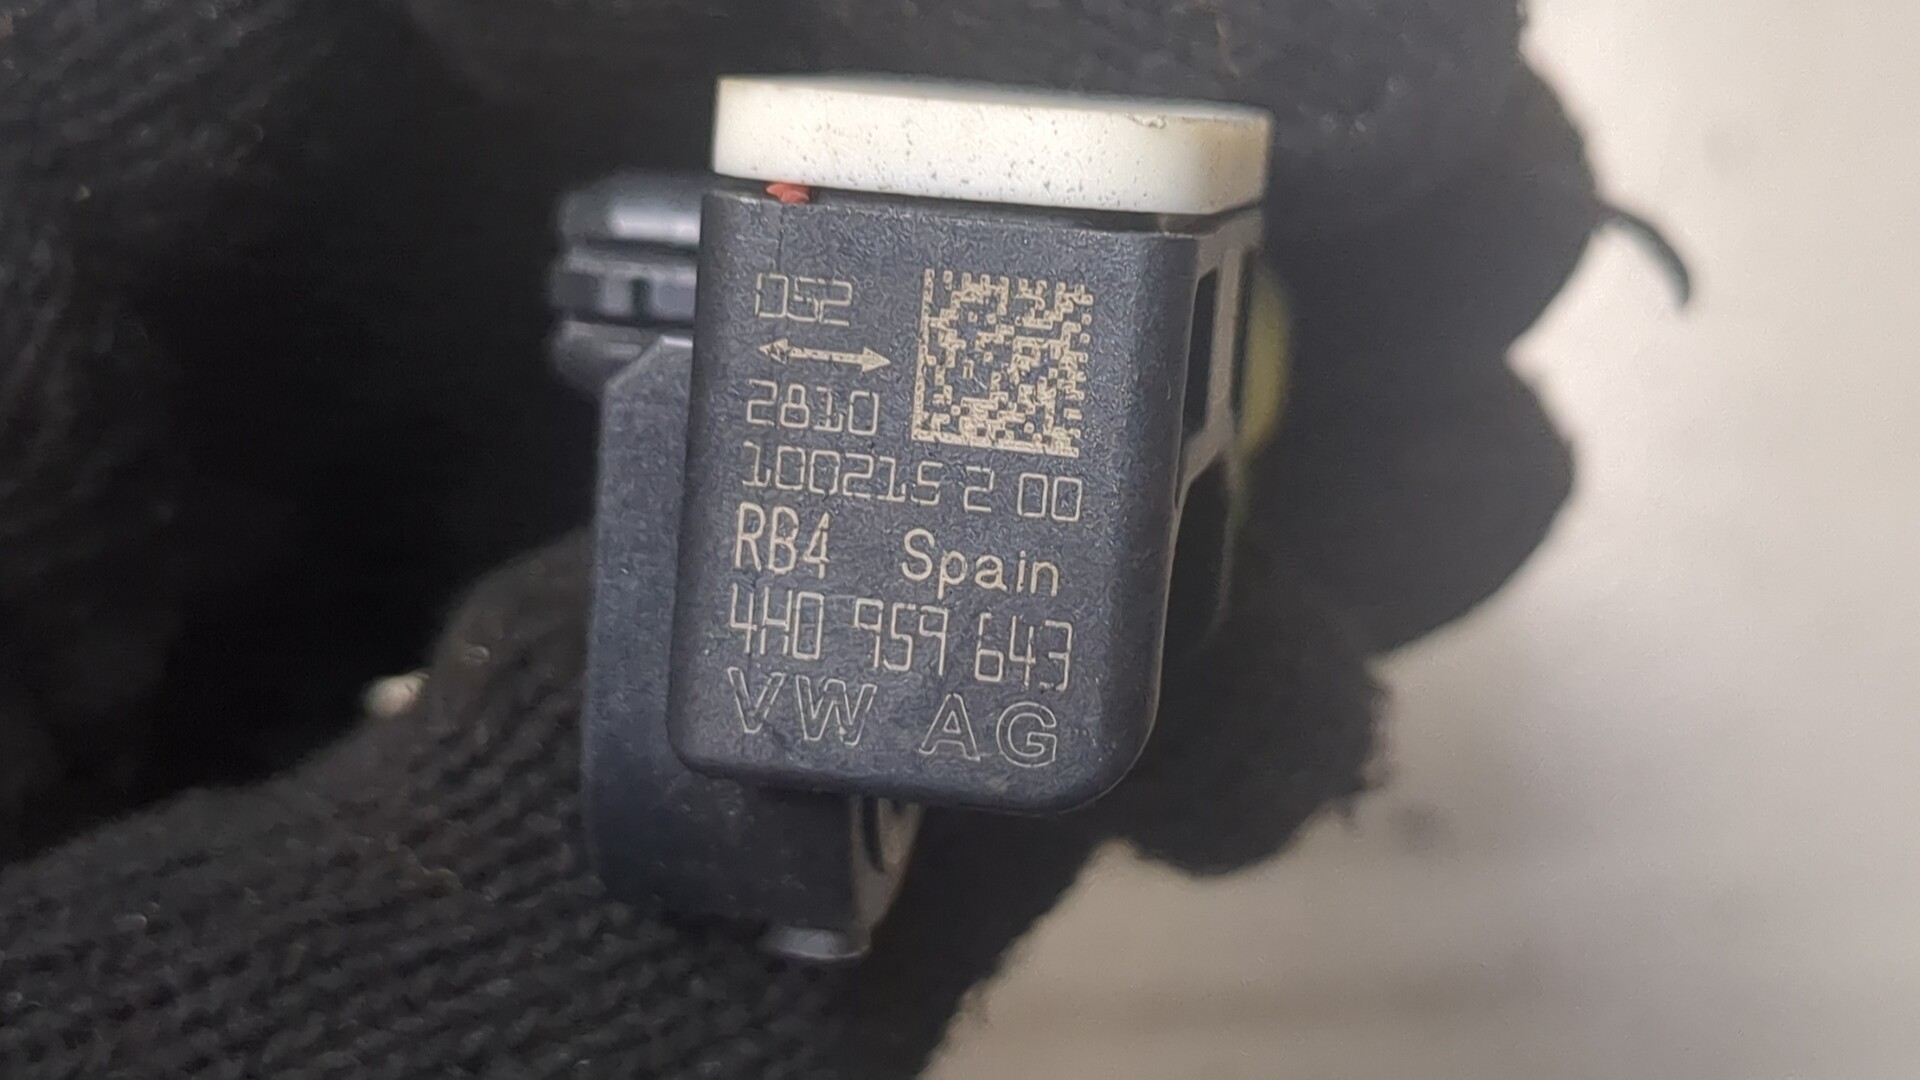 DS2
2810
100215 2 00
RB4 Spain
4H0 959 643
VW AG